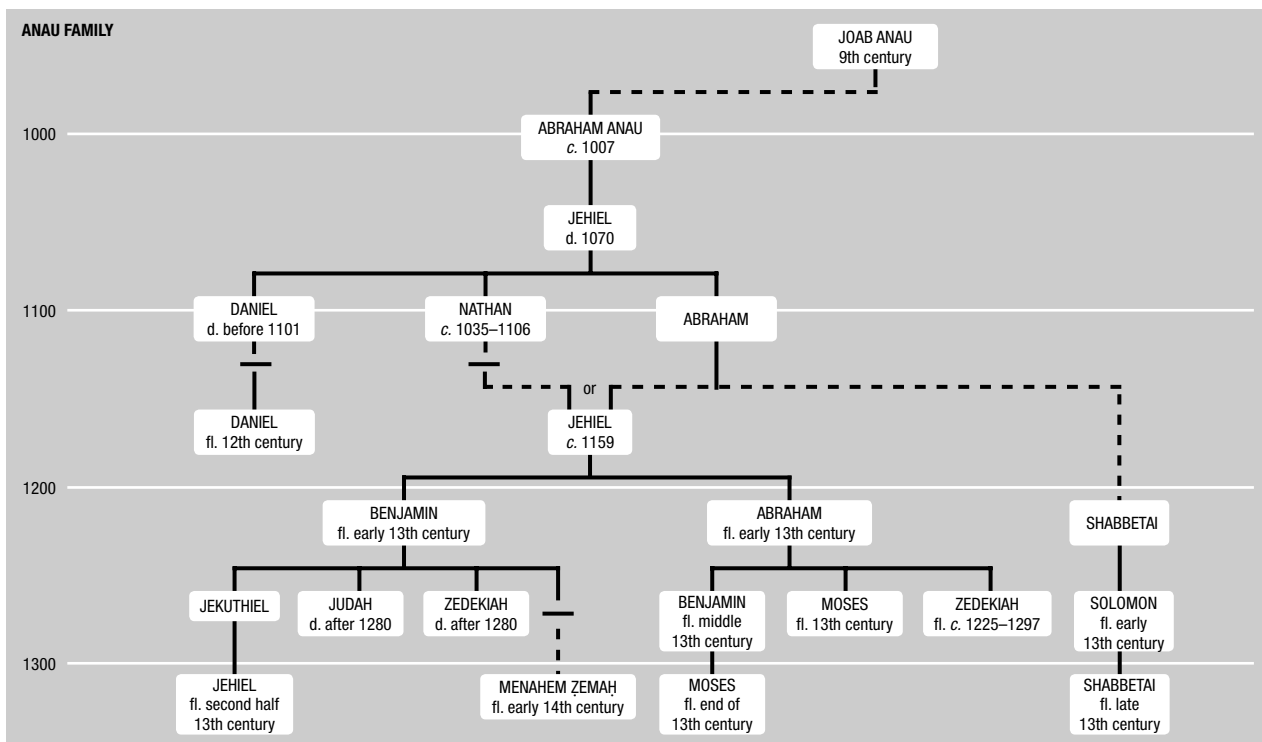 ANAU FAMILY
JOAB ANAU
9th century
1000
ABRAHAM ANAU
c. 1007
JEHIEL
d. 1070
1100
DANIEL
d. before 1101
NATHAN
c. 1035–1106
ABRAHAM
or
DANIEL
fl. 12th century
JEHIEL
c. 1159
1200
BENJAMIN
fl. early 13th century
ABRAHAM
fl. early 13th century
SHABBETAI
JEKUTHIEL
JUDAH
d. after 1280
ZEDEKIAH
d. after 1280
BENJAMIN
fl. middle
13th century
MOSES
fl. 13th century
ZEDEKIAH
fl. c. 1225–1297
SOLOMON
fl. early
13th century
1300
JEHIEL
fl. second half
13th century
MENAHEM ẒEMAḤ
fl. early 14th century
MOSES
fl. end of
13th century
SHABBETAI
fl. late
13th century